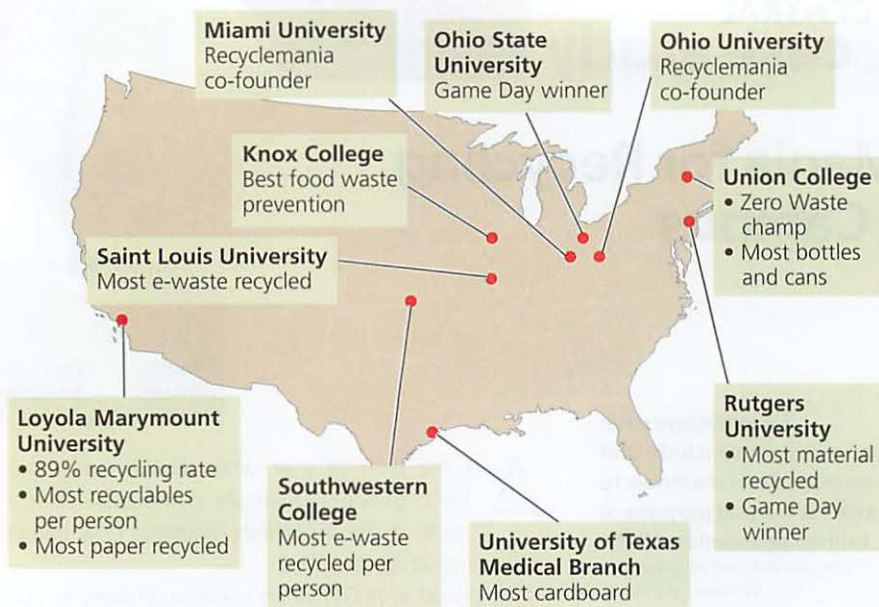 Miami University
Recyclemania
co-founder
Ohio State
University
Game Day winner
Ohio University
Recyclemania
co-founder
Knox College
Best food waste
prevention
Union College
• Zero Waste
champ
• Most bottles
and cans
Saint Louis University
Most e-waste recycled
Loyola Marymount
University
• 89% recycling rate
• Most recyclables
per person
• Most paper recycled
Southwestern
College
Most e-waste
recycled per
person
University of Texas
Medical Branch
Most cardboard
Rutgers
University
• Most material
recycled
• Game Day
winner